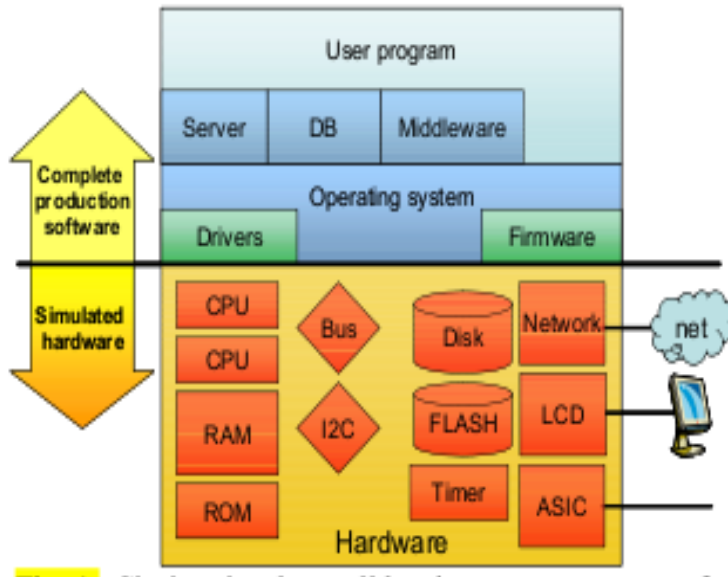 User program
Server
DB
Middleware
Complete
production
software
Operating system
Drivers
Firmware
Simulated
hardware
CPU
Bus
Disk
Network
net
CPU
RAM
I2C
FLASH
LCD
ROM
Timer
ASIC
Hardware